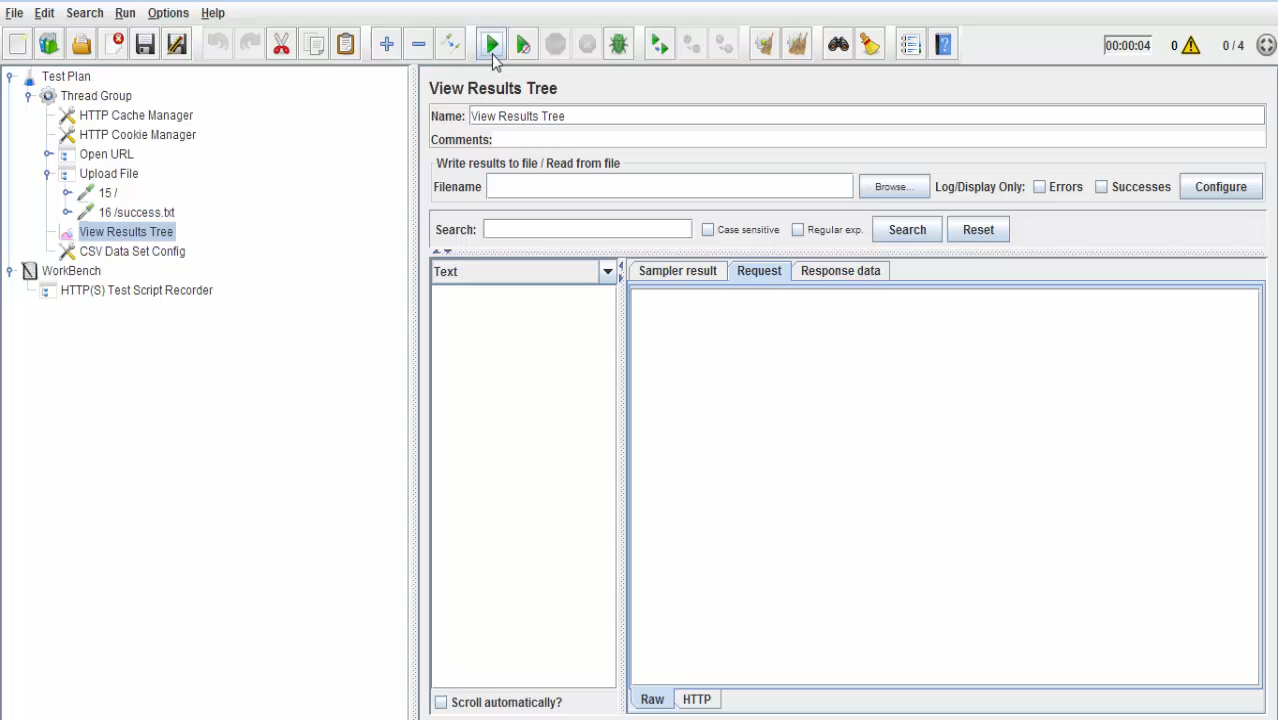 File Edit Search Run Options Help
00:00:04 0 0 / 4
Test Plan
Thread Group
HTTP Cache Manager
HTTP Cookie Manager
Open URL
Upload File
15 /
16 /success.txt
View Results Tree
CSV Data Set Config
WorkBench
HTTP(S) Test Script Recorder
View Results Tree
Name: View Results Tree
Comments:
Write results to file / Read from file
Filename Browse... Log/Display Only: Errors Successes Configure
Search: Case sensitive Regular exp. Search Reset
Text
Sampler result Request Response data
Scroll automatically?
Raw HTTP